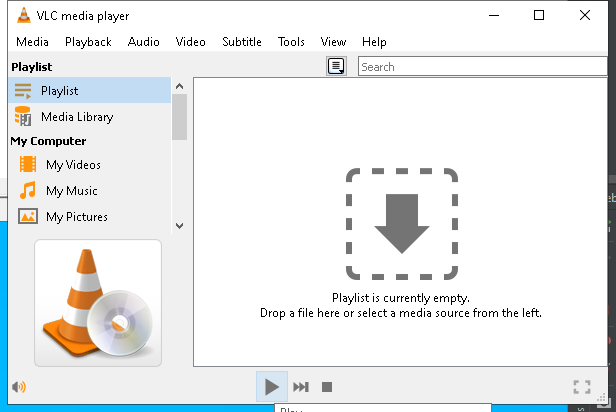 VLC media player
Media Playback Audio Video Subtitle Tools View Help
Playlist
Search
Playlist
Media Library
My Computer
My Videos
My Music
My Pictures
Playlist is currently empty.
Drop a file here or select a media source from the left.
Play